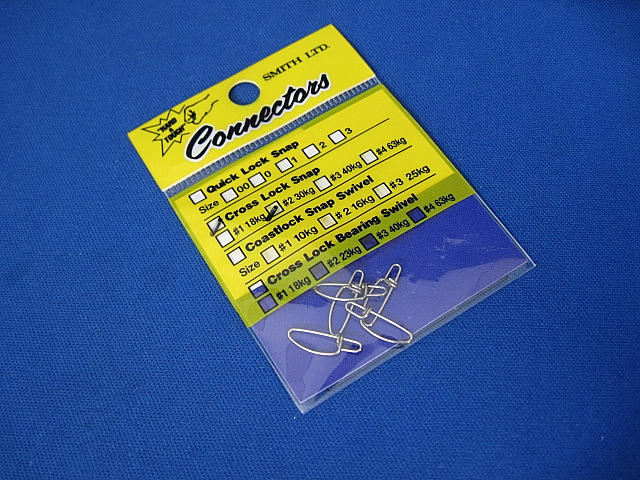 SMITH LTD.
"HAND
&
TOUGH"
Connectors
Quick Lock Snap
Size 00 0 1 2 3
Cross Lock Snap
#1 18kg #2 30kg #3 40kg #4 63kg
Coastlock Snap Swivel
Size #1 10kg #2 16kg #3 25kg
Cross Lock Bearing Swivel
#1 18kg #2 23kg #3 40kg #4 63kg